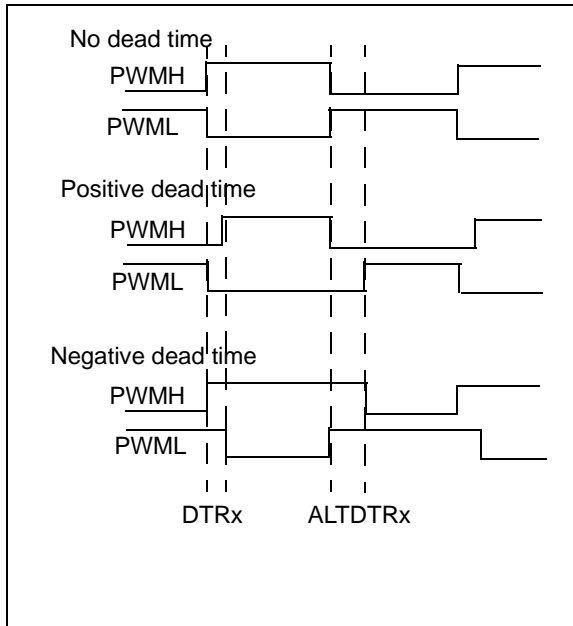 No dead time
PWMH
PWML
Positive dead time
PWMH
PWML
Negative dead time
PWMH
PWML
DTRx ALTDTRx